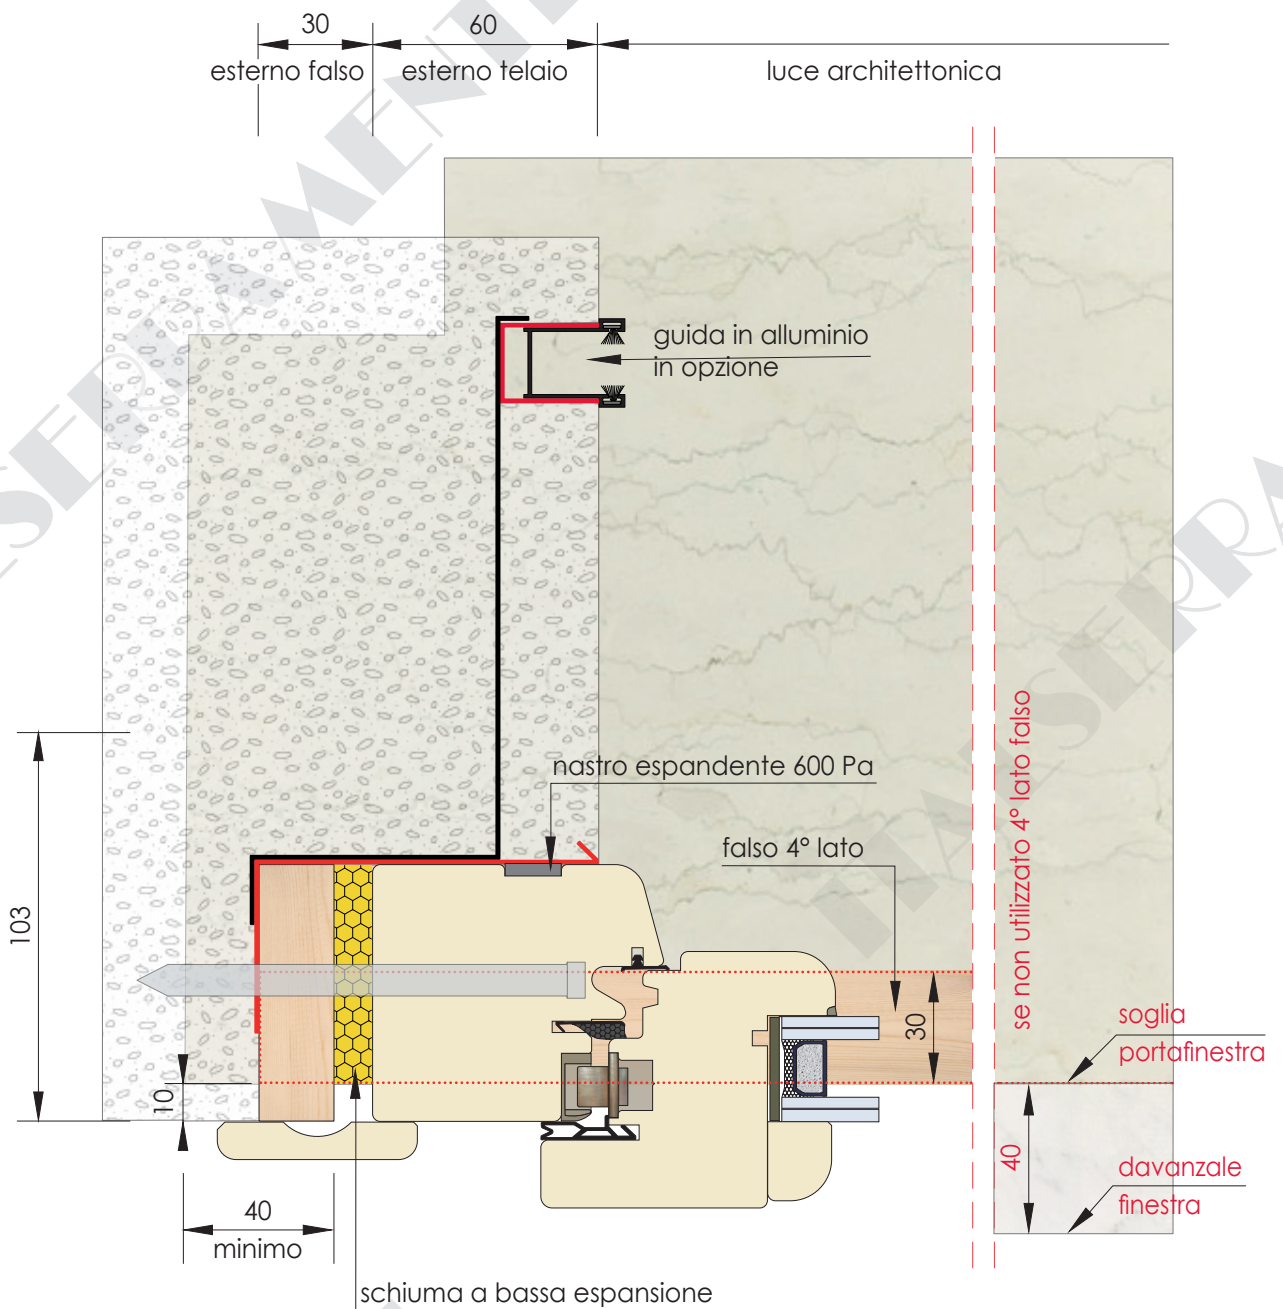 30
60
esterno falso
esterno telaio
luce architettonica
guida in alluminio
in opzione
nastro espandente 600 Pa
falso 4° lato
se non utilizzato 4° lato falso
103
30
soglia
portafinestra
10
40
davanzale
finestra
40
minimo
schiuma a bassa espansione